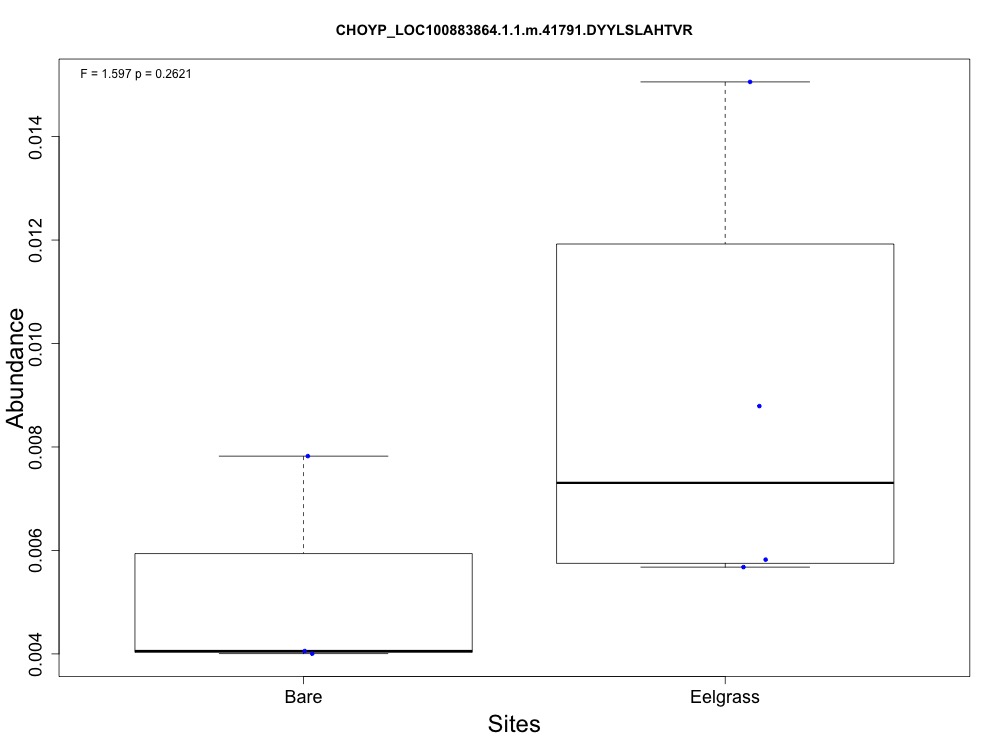 CHOYP_LOC100883864.1.1.m.41791.DYYLSLAHTVR
F = 1.597 p = 0.2621
0.014
0.012
0.010
0.008
0.006
0.004
Abundance
Bare
Eelgrass
Sites